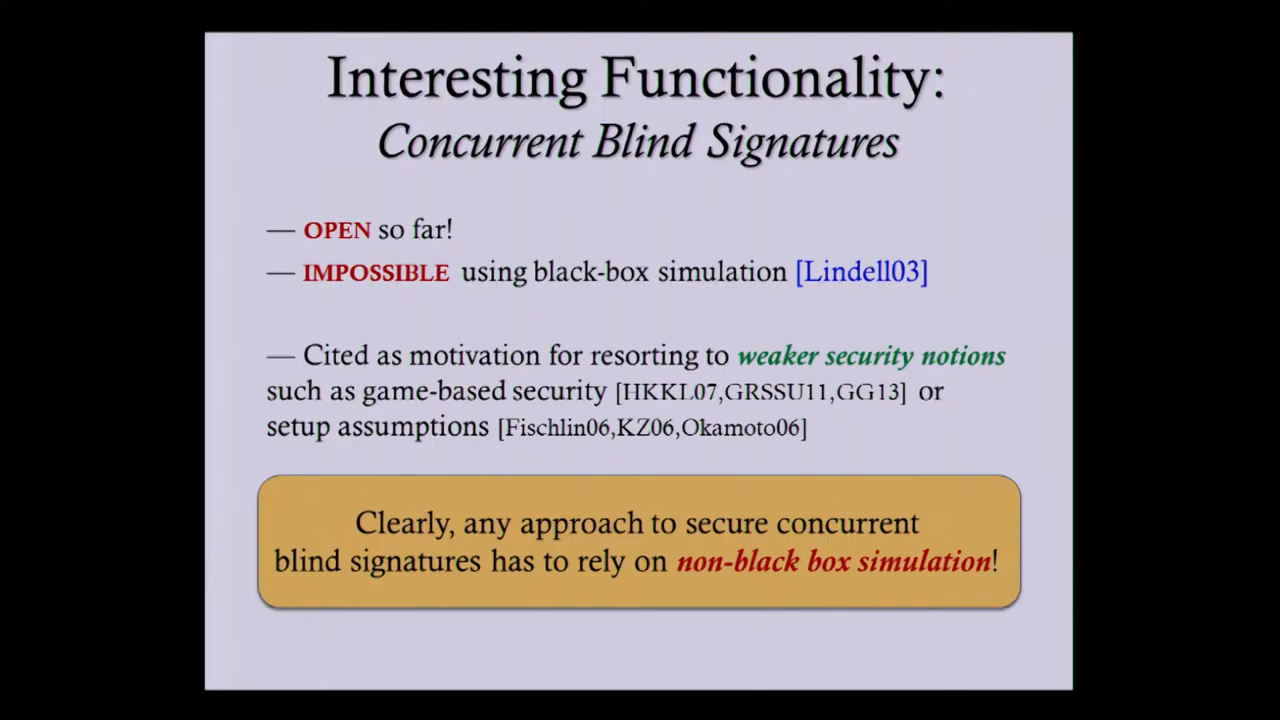 Interesting Functionality:
Concurrent Blind Signatures
— OPEN so far!
— IMPOSSIBLE using black-box simulation [Lindell03]
— Cited as motivation for resorting to weaker security notions
such as game-based security [HKKL07,GRSSU11,GG13] or
setup assumptions [Fischlin06,KZ06,Okamoto06]
Clearly, any approach to secure concurrent
blind signatures has to rely on non-black box simulation!